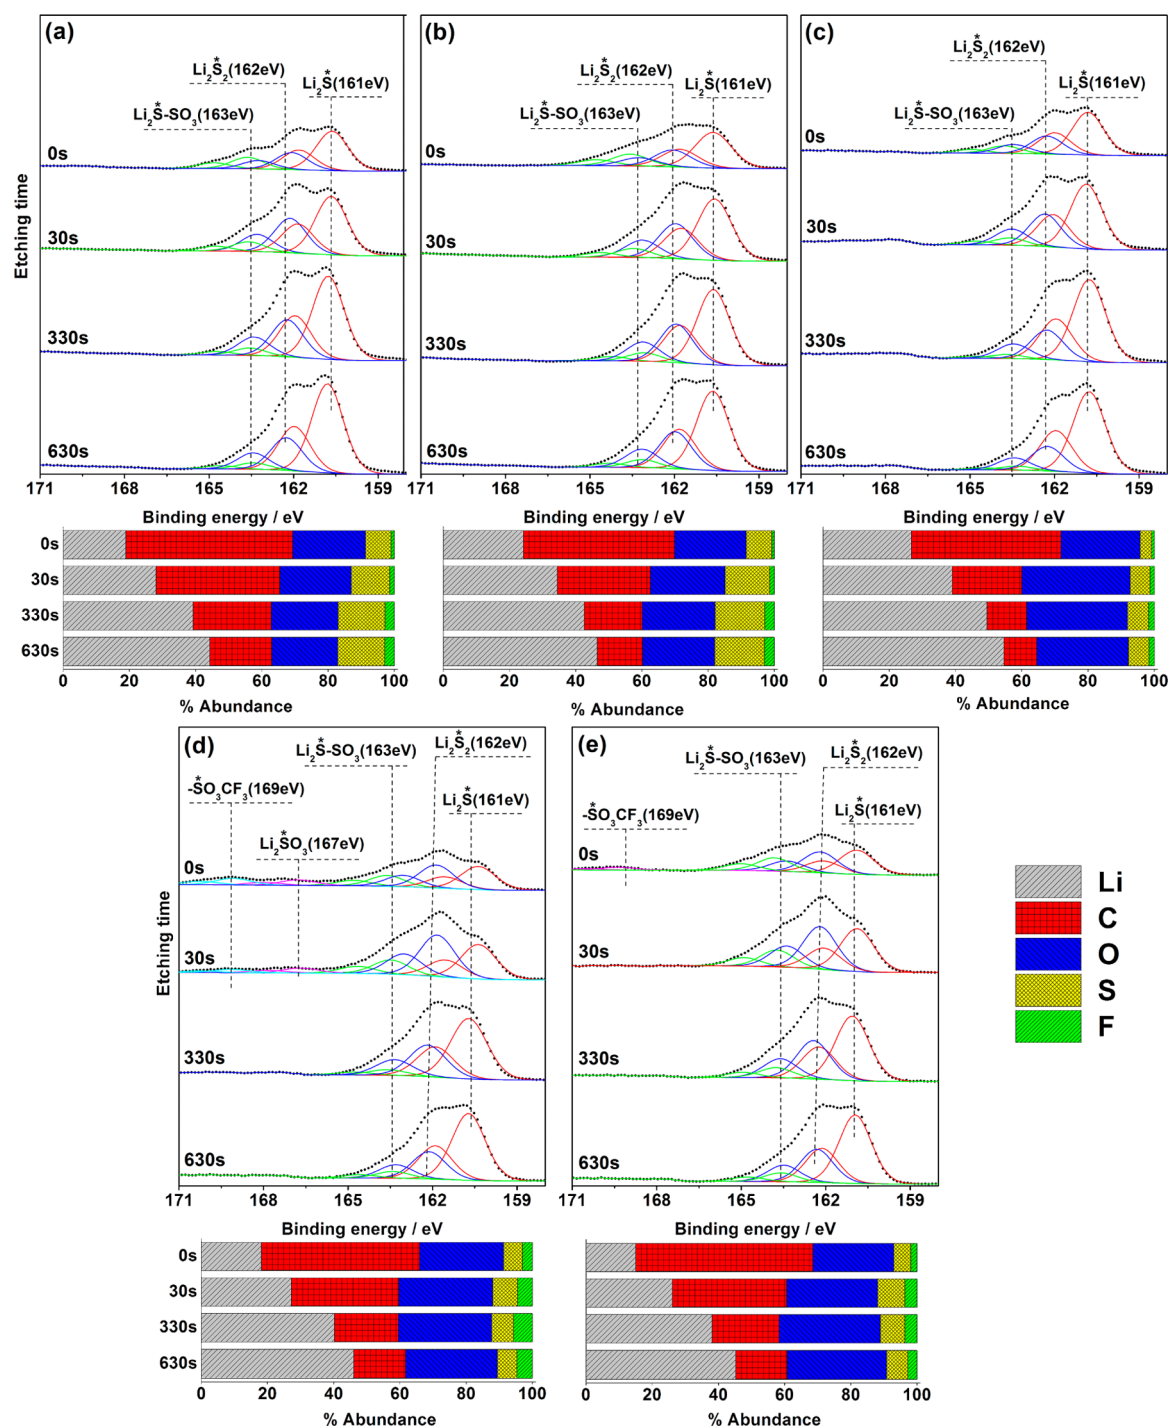 (a)
Li2S*2(162eV)
Li2S*(161eV)
Li2S*-SO3(163eV)
0s
30s
330s
630s
Etching time
171 168 165 162 159
Binding energy / eV
(b)
Li2S*2(162eV)
Li2S*(161eV)
Li2S*-SO3(163eV)
0s
30s
330s
630s
171 168 165 162 159
Binding energy / eV
(c)
Li2S*2(162eV)
Li2S*(161eV)
Li2S*-SO3(163eV)
0s
30s
330s
630s
171 168 165 162 159
Binding energy / eV
0s
30s
330s
630s
0 20 40 60 80 100
% Abundance
0 20 40 60 80 100
% Abundance
0 20 40 60 80 100
% Abundance
(d)
Li2S*-SO3(163eV)
Li2S*2(162eV)
-S*O3CF3(169eV)
Li2S*(161eV)
Li2S*O3(167eV)
0s
30s
330s
630s
Etching time
171 168 165 162 159
Binding energy / eV
(e)
Li2S*-SO3(163eV)
Li2S*2(162eV)
-S*O3CF3(169eV)
Li2S*(161eV)
0s
30s
330s
630s
171 168 165 162 159
Binding energy / eV
Li
C
O
S
F
0s
30s
330s
630s
0 20 40 60 80 100
% Abundance
0 20 40 60 80 100
% Abundance